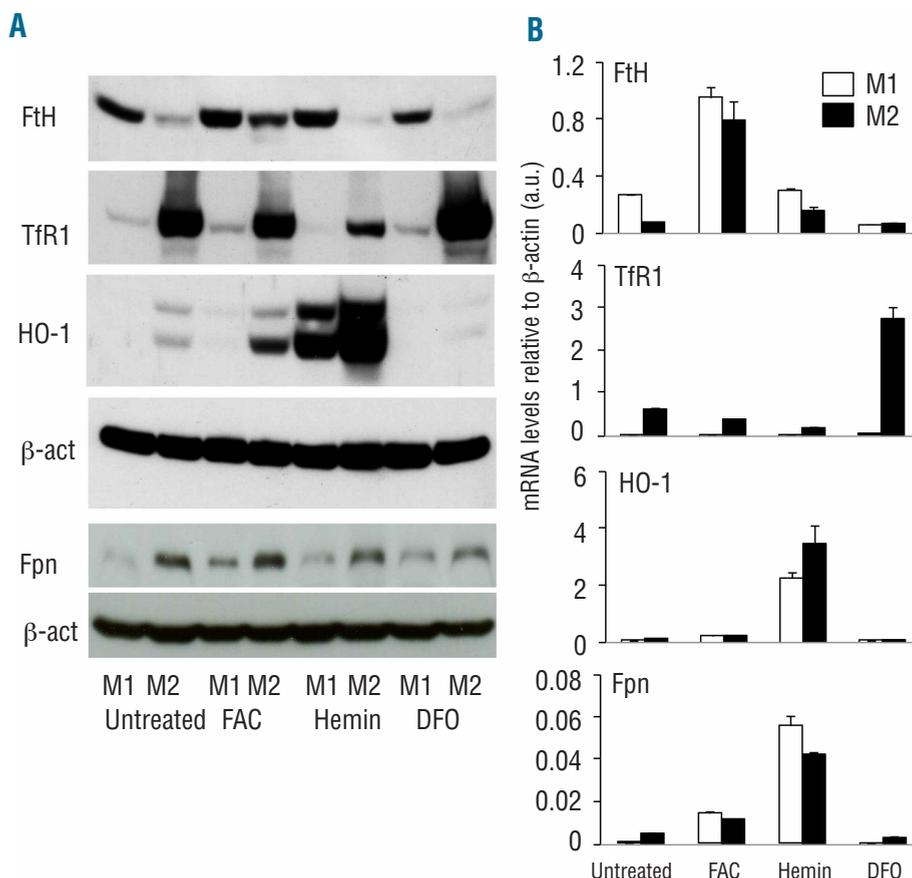 A
FtH
TfR1
HO-1
β-act
Fpn
β-act
M1 M2 M1 M2 M1 M2 M1 M2
Untreated FAC Hemin DFO
B
mRNA levels relative to β-actin (a.u.)
1.2
0.8
0.4
0
FtH
M1
M2
4
3
2
1
0
TfR1
6
4
2
0
HO-1
0.08
0.06
0.04
0.02
0
Fpn
Untreated FAC Hemin DFO